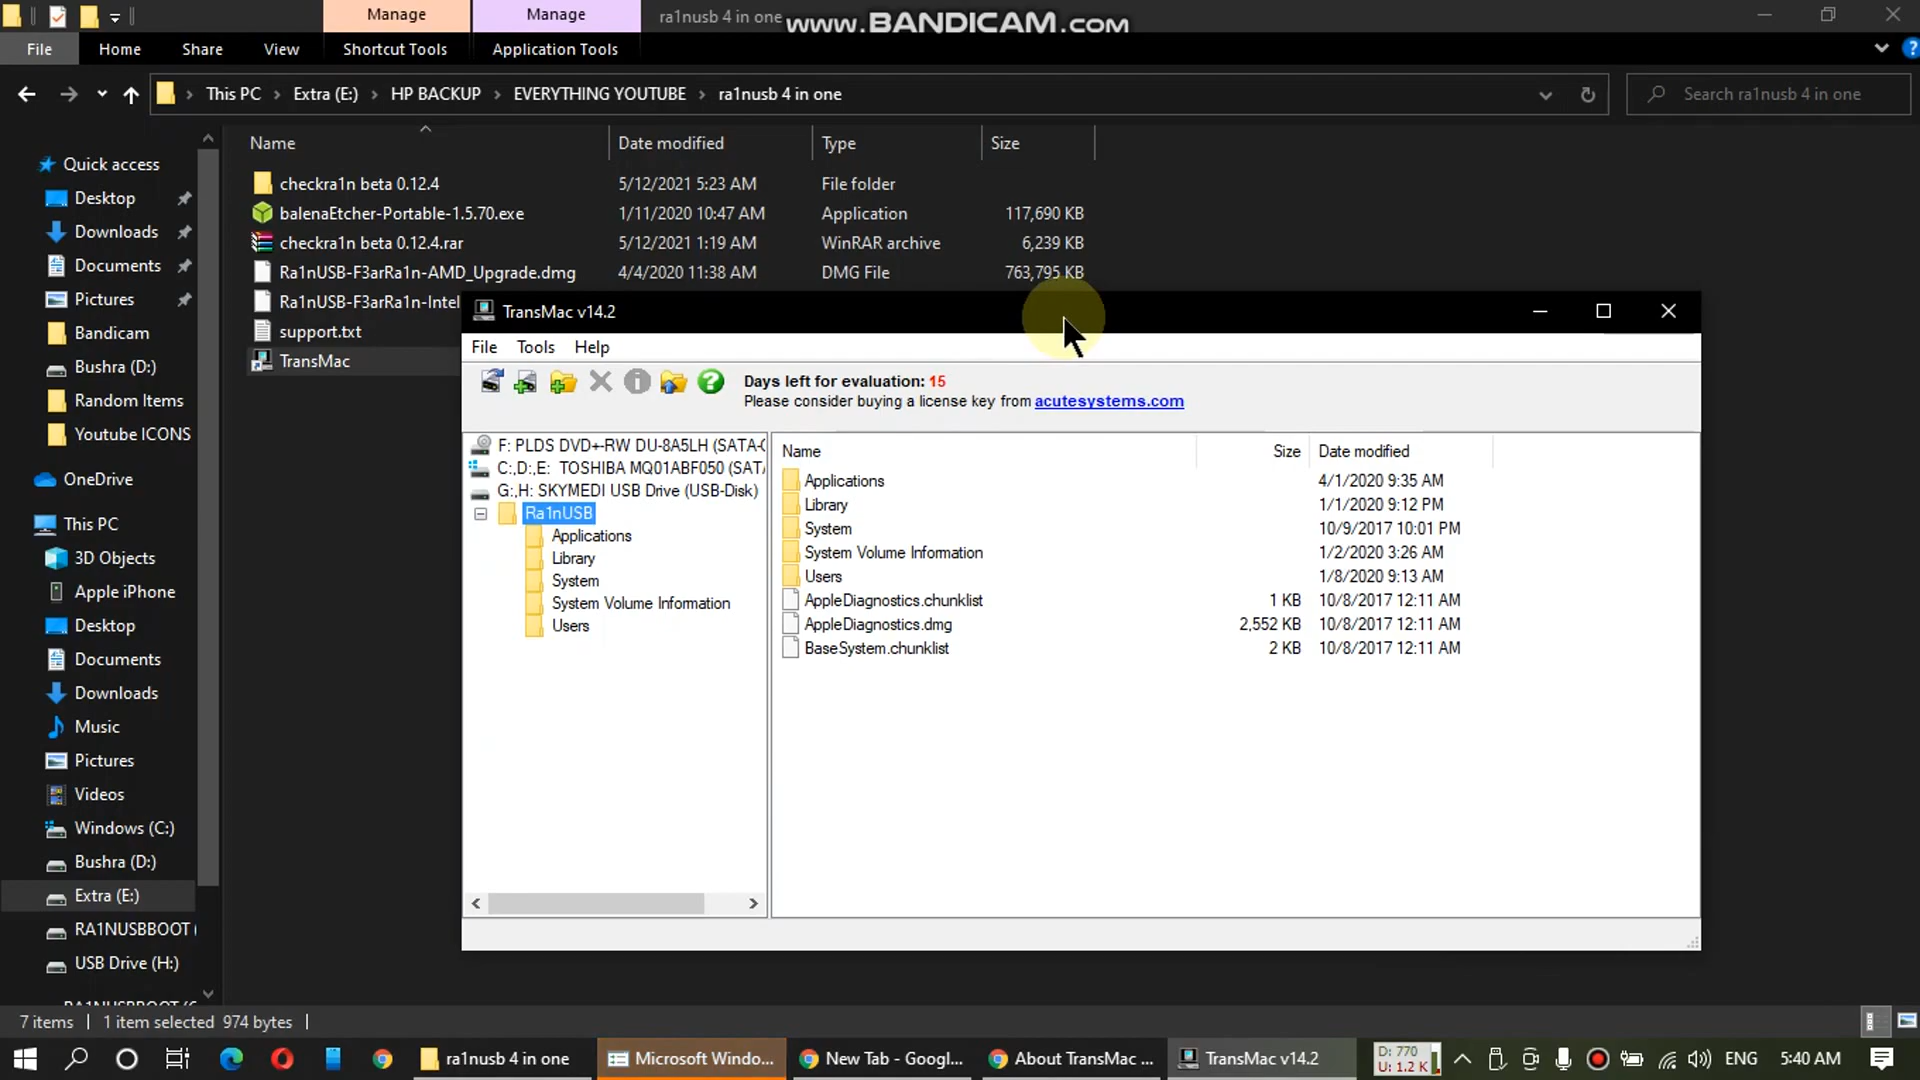 Manage
Manage
ra1nusb 4 in one
www.BANDICAM.com
File
Home
Share
View
Shortcut Tools
Application Tools
This PC
Extra (E:)
HP BACKUP
EVERYTHING YOUTUBE
ra1nusb 4 in one
Search ra1nusb 4 in one
Name
Date modified
Type
Size
Quick access
Desktop
Downloads
Documents
Pictures
Bandicam
Bushra (D:)
Random Items
Youtube ICONS
OneDrive
This PC
3D Objects
Apple iPhone
Desktop
Documents
Downloads
Music
Pictures
Videos
Windows (C:)
Bushra (D:)
Extra (E:)
RA1NUSBBOOT (
USB Drive (H:)
checkra1n beta 0.12.4 5/12/2021 5:23 AM File folder
balenaEtcher-Portable-1.5.70.exe 1/11/2020 10:47 AM Application 117,690 KB
checkra1n beta 0.12.4.rar 5/12/2021 1:19 AM WinRAR archive 6,239 KB
Ra1nUSB-F3arRa1n-AMD_Upgrade.dmg 4/4/2020 11:38 AM DMG File 763,795 KB
Ra1nUSB-F3arRa1n-Intel
support.txt
TransMac
TransMac v14.2
File Tools Help
Days left for evaluation: 15
Please consider buying a license key from acutesystems.com
F: PLDS DVD+-RW DU-8A5LH (SATA-
C:,D:,E: TOSHIBA MQ01ABF050 (SAT
G:,H: SKYMEDI USB Drive (USB-Disk)
Ra1nUSB
Applications
Library
System
System Volume Information
Users
Name Size Date modified
Applications 4/1/2020 9:35 AM
Library 1/1/2020 9:12 PM
System 10/9/2017 10:01 PM
System Volume Information 1/2/2020 3:26 AM
Users 1/8/2020 9:13 AM
AppleDiagnostics.chunklist 1 KB 10/8/2017 12:11 AM
AppleDiagnostics.dmg 2,552 KB 10/8/2017 12:11 AM
BaseSystem.chunklist 2 KB 10/8/2017 12:11 AM
7 items
1 item selected 974 bytes
ra1nusb 4 in one
Microsoft Windo...
New Tab - Googl...
About TransMac ...
TransMac v14.2
D: 770
U: 1.2 K
ENG
5:40 AM